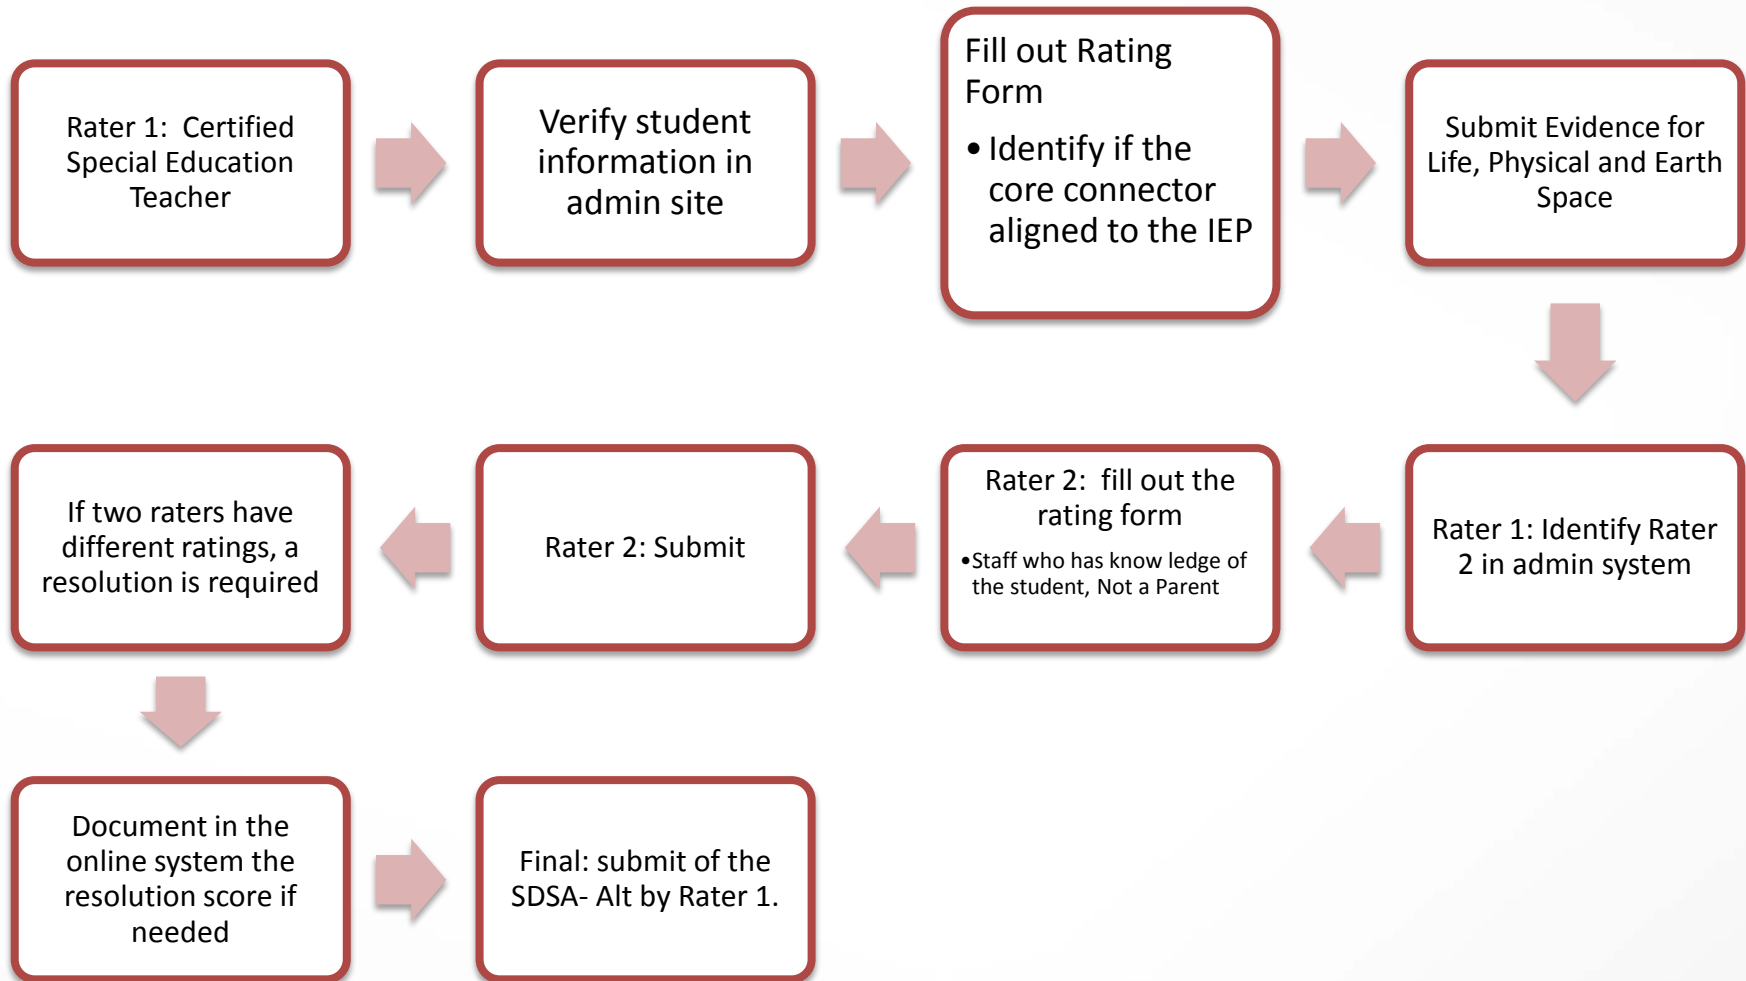 Rater 1:  Certified
Special Education
Teacher
Verify student
information in
admin site
Fill out Rating
Form
• Identify if the
core connector
aligned to the IEP
Submit Evidence for
Life, Physical and Earth
Space
Rater 1: Identify Rater
2 in admin system
Rater 2:  fill out the
rating form
•Staff who has know ledge of
the student, Not a Parent
Rater 2: Submit
If two raters have
different ratings, a
resolution is required
Document in the
online system the
resolution score if
needed
Final: submit of the
SDSA- Alt by Rater 1.